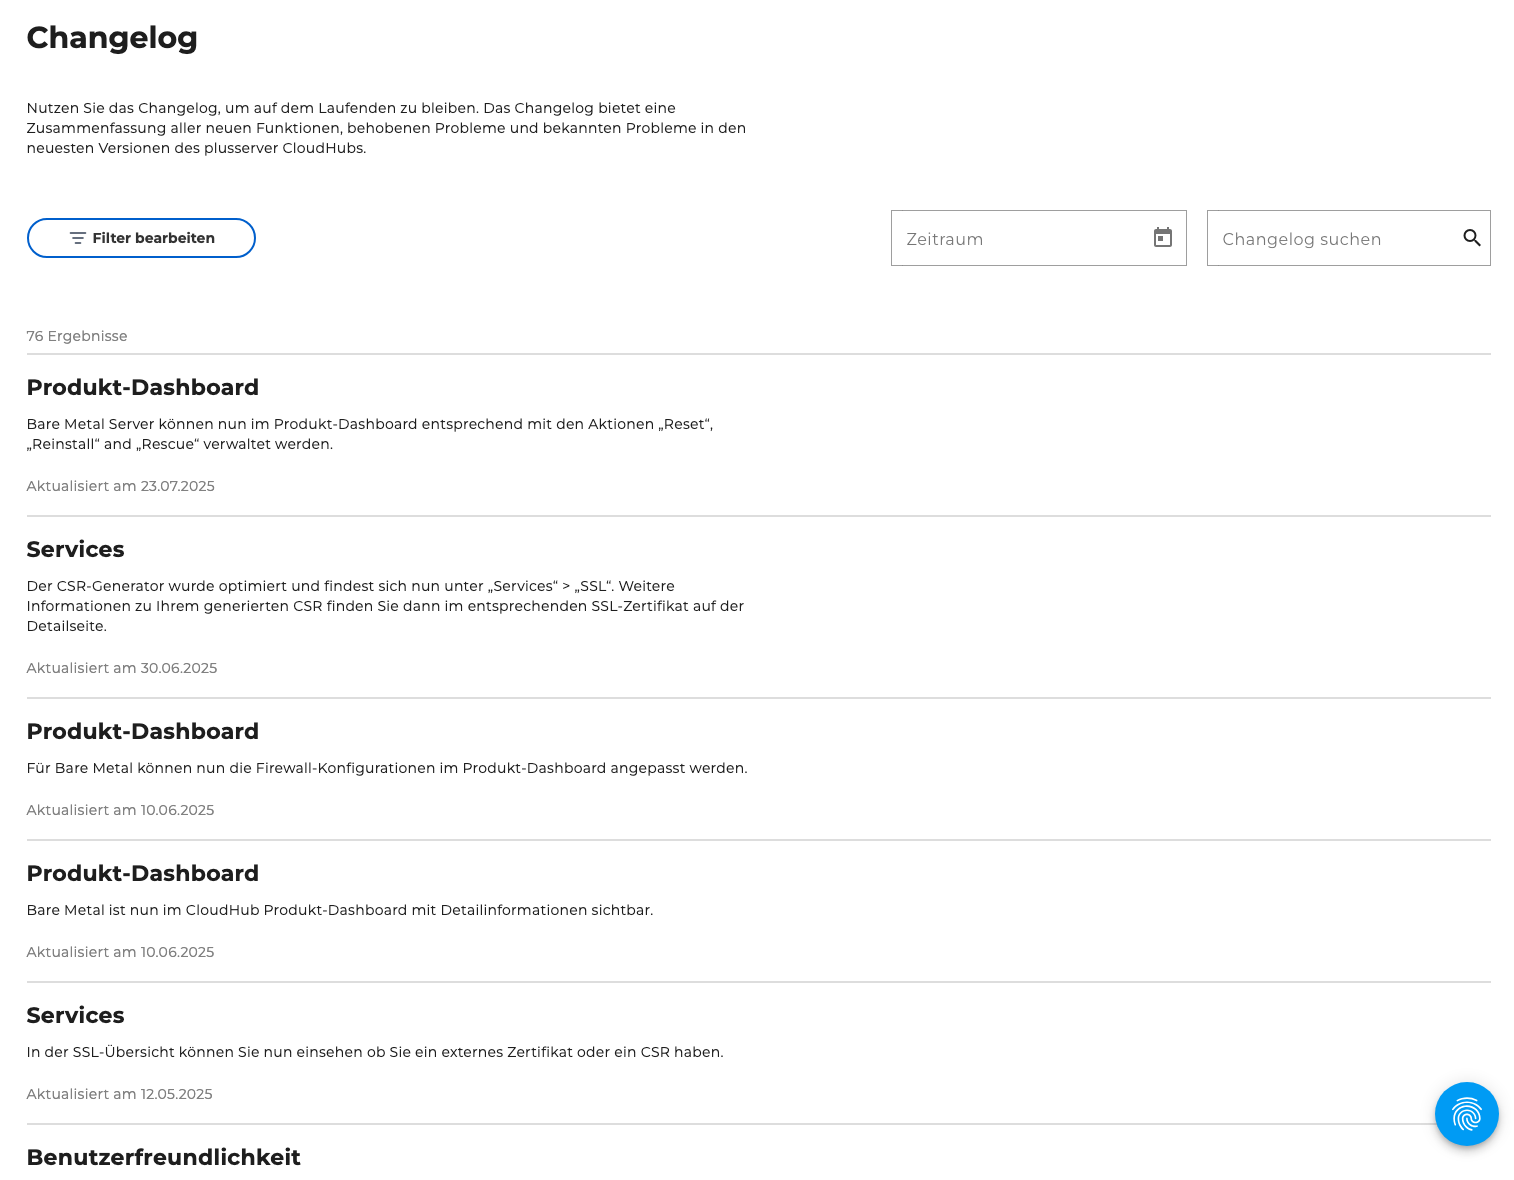 Changelog
Nutzen Sie das Changelog, um auf dem Laufenden zu bleiben. Das Changelog bietet eine
Zusammenfassung aller neuen Funktionen, behobenen Probleme und bekannten Probleme in den
neuesten Versionen des plusserver CloudHubs.
Filter bearbeiten
Zeitraum
Changelog suchen
76 Ergebnisse
Produkt-Dashboard
Bare Metal Server können nun im Produkt-Dashboard entsprechend mit den Aktionen „Reset“,
„Reinstall“ and „Rescue“ verwaltet werden.
Aktualisiert am 23.07.2025
Services
Der CSR-Generator wurde optimiert und findest sich nun unter „Services“ > „SSL“. Weitere
Informationen zu Ihrem generierten CSR finden Sie dann im entsprechenden SSL-Zertifikat auf der
Detailseite.
Aktualisiert am 30.06.2025
Produkt-Dashboard
Für Bare Metal können nun die Firewall-Konfigurationen im Produkt-Dashboard angepasst werden.
Aktualisiert am 10.06.2025
Produkt-Dashboard
Bare Metal ist nun im CloudHub Produkt-Dashboard mit Detailinformationen sichtbar.
Aktualisiert am 10.06.2025
Services
In der SSL-Übersicht können Sie nun einsehen ob Sie ein externes Zertifikat oder ein CSR haben.
Aktualisiert am 12.05.2025
Benutzerfreundlichkeit